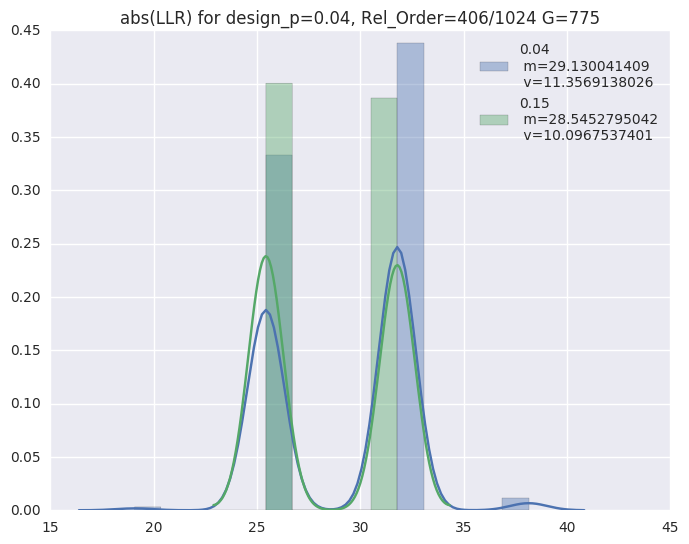 abs(LLR) for design_p=0.04, Rel_Order=406/1024 G=775
0.45
0.40
0.35
0.30
0.25
0.20
0.15
0.10
0.05
0.00
15 20 25 30 35 40 45
0.04
m=29.130041409
v=11.3569138026
0.15
m=28.5452795042
v=10.0967537401